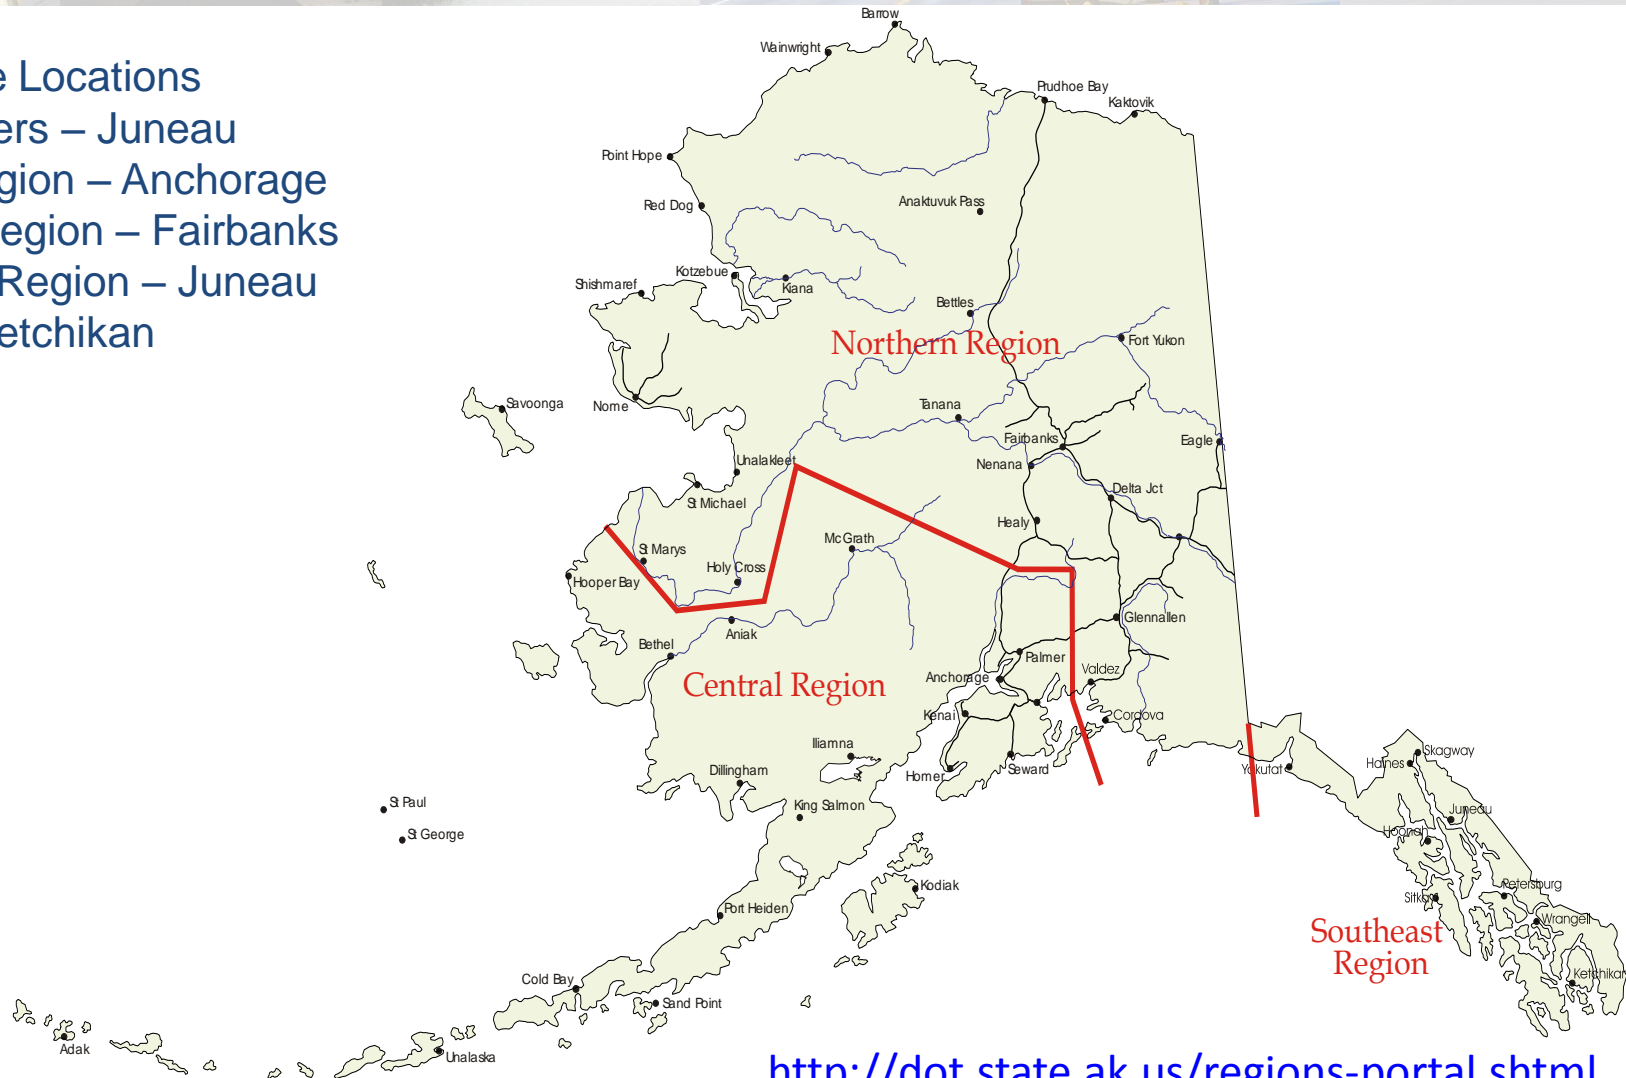 e Locations
ers – Juneau
gion – Anchorage
egion – Fairbanks
Region – Juneau
etchikan
Barrow
Wainwright
Prudhoe Bay
Kaktovik
Point Hope
Anaktuvuk Pass
Red Dog
Kotzebue
Kiana
Shishmaref
Bettles
Northern Region
Fort Yukon
Savoonga
Nome
Tanana
Fairbanks
Eagle
Unalakleet
Nenana
Delta Jct
St Michael
Healy
McGrath
St Marys
Holy Cross
Hooper Bay
Glennallen
Aniak
Bethel
Palmer
Valdez
Anchorage
Central Region
Kenai
Cordova
Iliamna
Dillingham
Homer
Seward
Yakutat
Skagway
Haines
King Salmon
St Paul
St George
Juneau
Hoonah
Kodiak
Petersburg
Sitka
Port Heiden
Wrangell
Southeast
Region
Ketchikan
Cold Bay
Sand Point
Adak
Unalaska
http://dot.state.ak.us/regions-portal.shtml